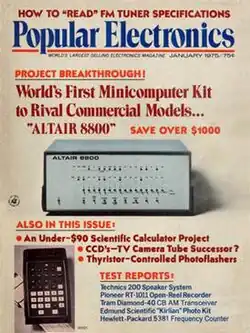 HOW TO "READ" FM TUNER SPECIFICATIONS
Popular Electronics
WORLD'S LARGEST-SELLING ELECTRONICS MAGAZINE JANUARY 1975/75¢
PROJECT BREAKTHROUGH!
World's First Minicomputer Kit
to Rival Commercial Models...
"ALTAIR 8800" SAVE OVER $1000
ALTAIR 8800
ALSO IN THIS ISSUE:
• An Under-$90 Scientific Calculator Project
• CCD's—TV Camera Tube Successor?
• Thyristor-Controlled Photoflashers
TEST REPORTS:
Technics 200 Speaker System
Pioneer RT-1011 Open-Reel Recorder
Tram Diamond-40 CB AM Transceiver
Edmund Scientific "Kirlian" Photo Kit
Hewlett-Packard 5381 Frequency Counter